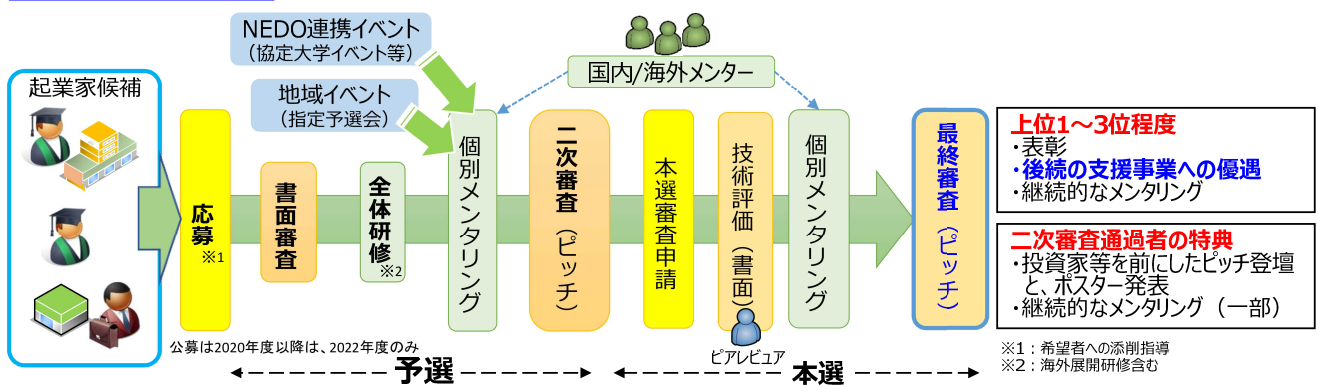 NEDO連携イベント
（協定大学イベント等）
地域イベント
（指定予選会）
国内/海外メンター
起業家候補
応募
※1
書面審査
全体研修
※2
個別メンタリング
二次審査（ピッチ）
本選審査申請
技術評価（書面）
ピアレビュア
個別メンタリング
最終審査（ピッチ）
上位1～3位程度
・表彰
・後続の支援事業への優遇
・継続的なメンタリング
二次審査通過者の特典
・投資家等を前にしたピッチ登壇
と、ポスター発表
・継続的なメンタリング（一部）
公募は2020年度以降は、2022年度のみ
予選
本選
※1：希望者への添削指導
※2：海外展開研修含む